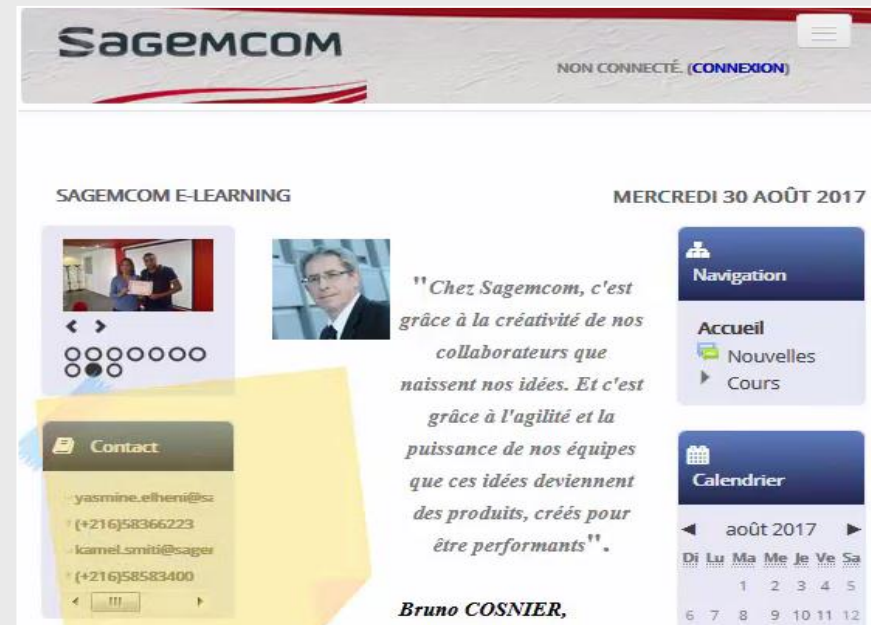 Sagemcom
NON CONNECTÉ. (CONNEXION)
SAGEMCOM E-LEARNING
MERCREDI 30 AOÛT 2017
Contact
yasmine.elheni@sa
(+216)58366223
kamel.smiti@sager
(+216)58583400
"Chez Sagemcom, c'est
grâce à la créativité de nos
collaborateurs que
naissent nos idées. Et c'est
grâce à l'agilité et la
puissance de nos équipes
que ces idées deviennent
des produits, créés pour
être performants".
Bruno COSNIER,
Navigation
Accueil
Nouvelles
Cours
Calendrier
août 2017
Di Lu Ma Me Je Ve Sa
1 2 3 4 5
6 7 8 9 10 11 12